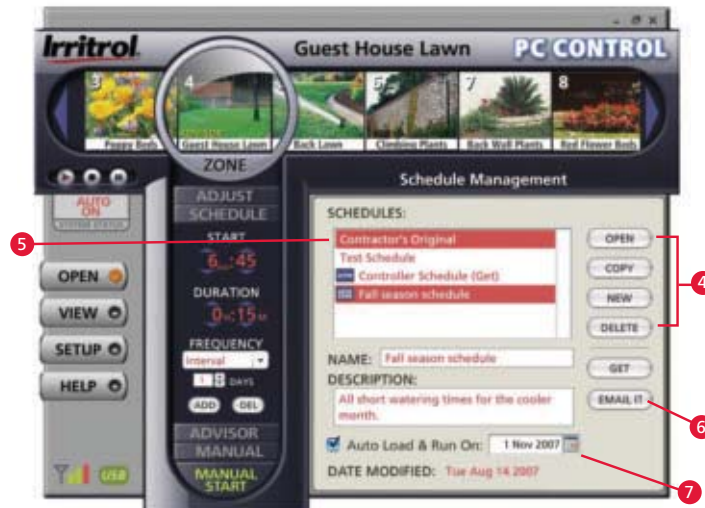 Irritrol
Guest House Lawn
PC CONTROL
3
4
6
7
8
Poppy Beds
Guest House Lawn
Back Lawn
Climbing Plants
Back Wall Plants
Red Flower Beds
ZONE
Schedule Management
AUTO
ON
SYSTEM STATUS
OPEN
VIEW
SETUP
HELP
USB
ADJUST
SCHEDULE
START
6:45
DURATION
0:15
FREQUENCY
Interval
1 DAYS
ADD DEL
ADVISOR
MANUAL
MANUAL
START
SCHEDULES:
Contractor's Original
Test Schedule
Controller Schedule (Get)
Fall season schedule
OPEN
COPY
NEW
DELETE
GET
EMAIL IT
NAME: Fall season schedule
DESCRIPTION:
All short watering times for the cooler
month.
Auto Load & Run On: 1 Nov 2007
DATE MODIFIED: Tue Aug 14 2007
5
4
6
7